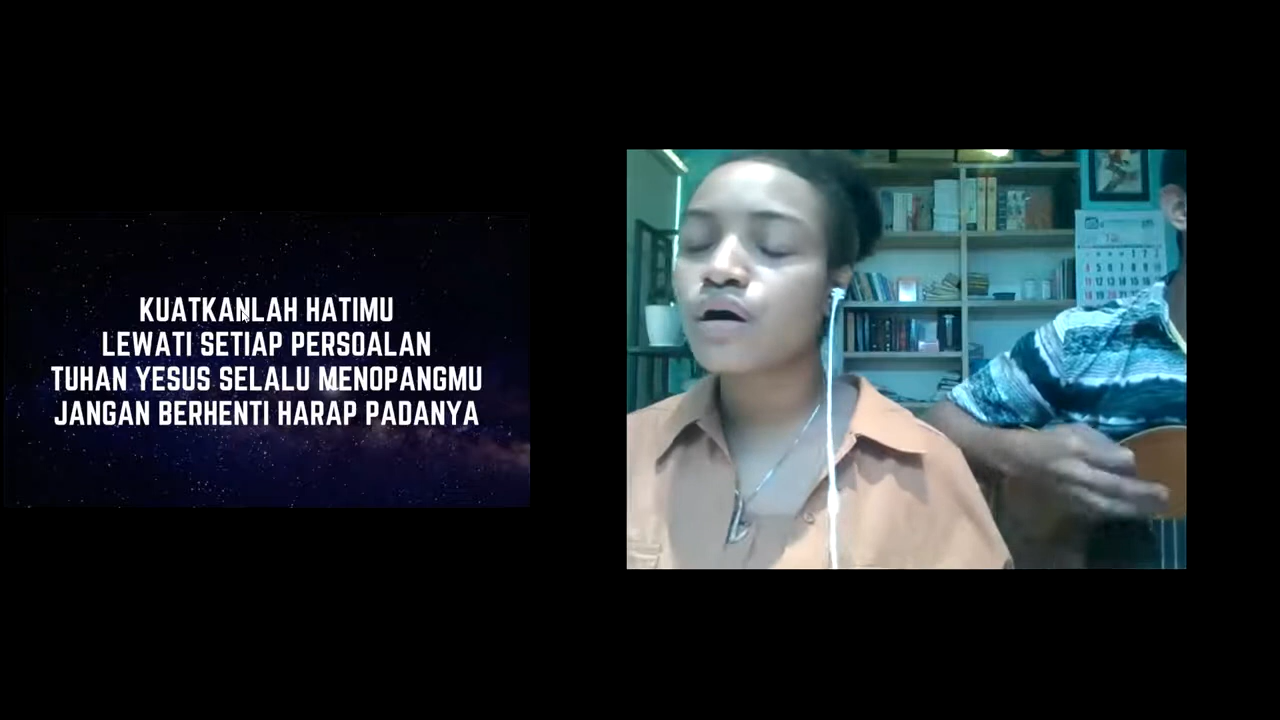 KUATKANLAH HATIMU
LEWATI SETIAP PERSOALAN
TUHAN YESUS SELALU MENOPANGMU
JANGAN BERHENTI HARAP PADANYA